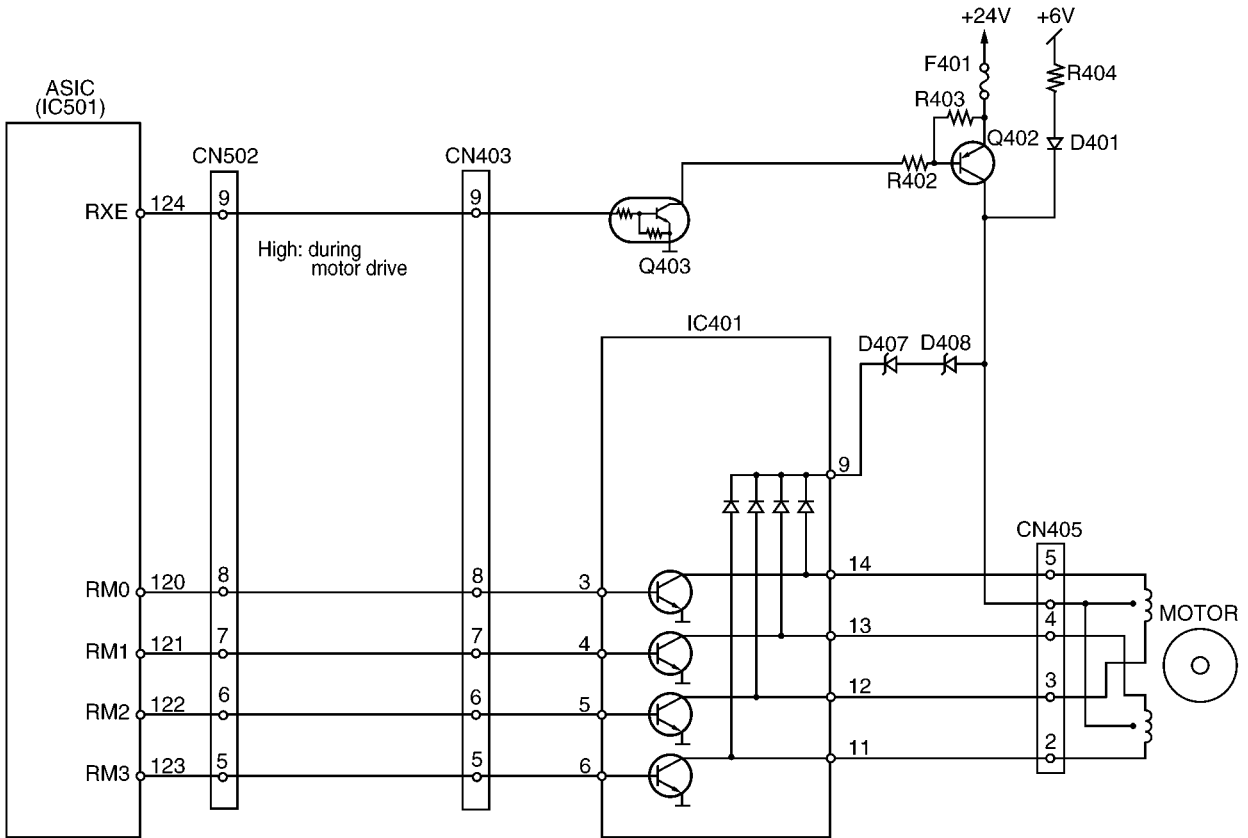 +24V +6V
F401
R404
ASIC
(IC501)
R403
Q402
D401
CN502
CN403
R402
RXE 124 9 9
High: during
motor drive
Q403
IC401
D407 D408
9
CN405
RM0 120 8 8 3 14 5
MOTOR
RM1 121 7 7 4 13 4
RM2 122 6 6 5 12 3
RM3 123 5 5 6 11 2